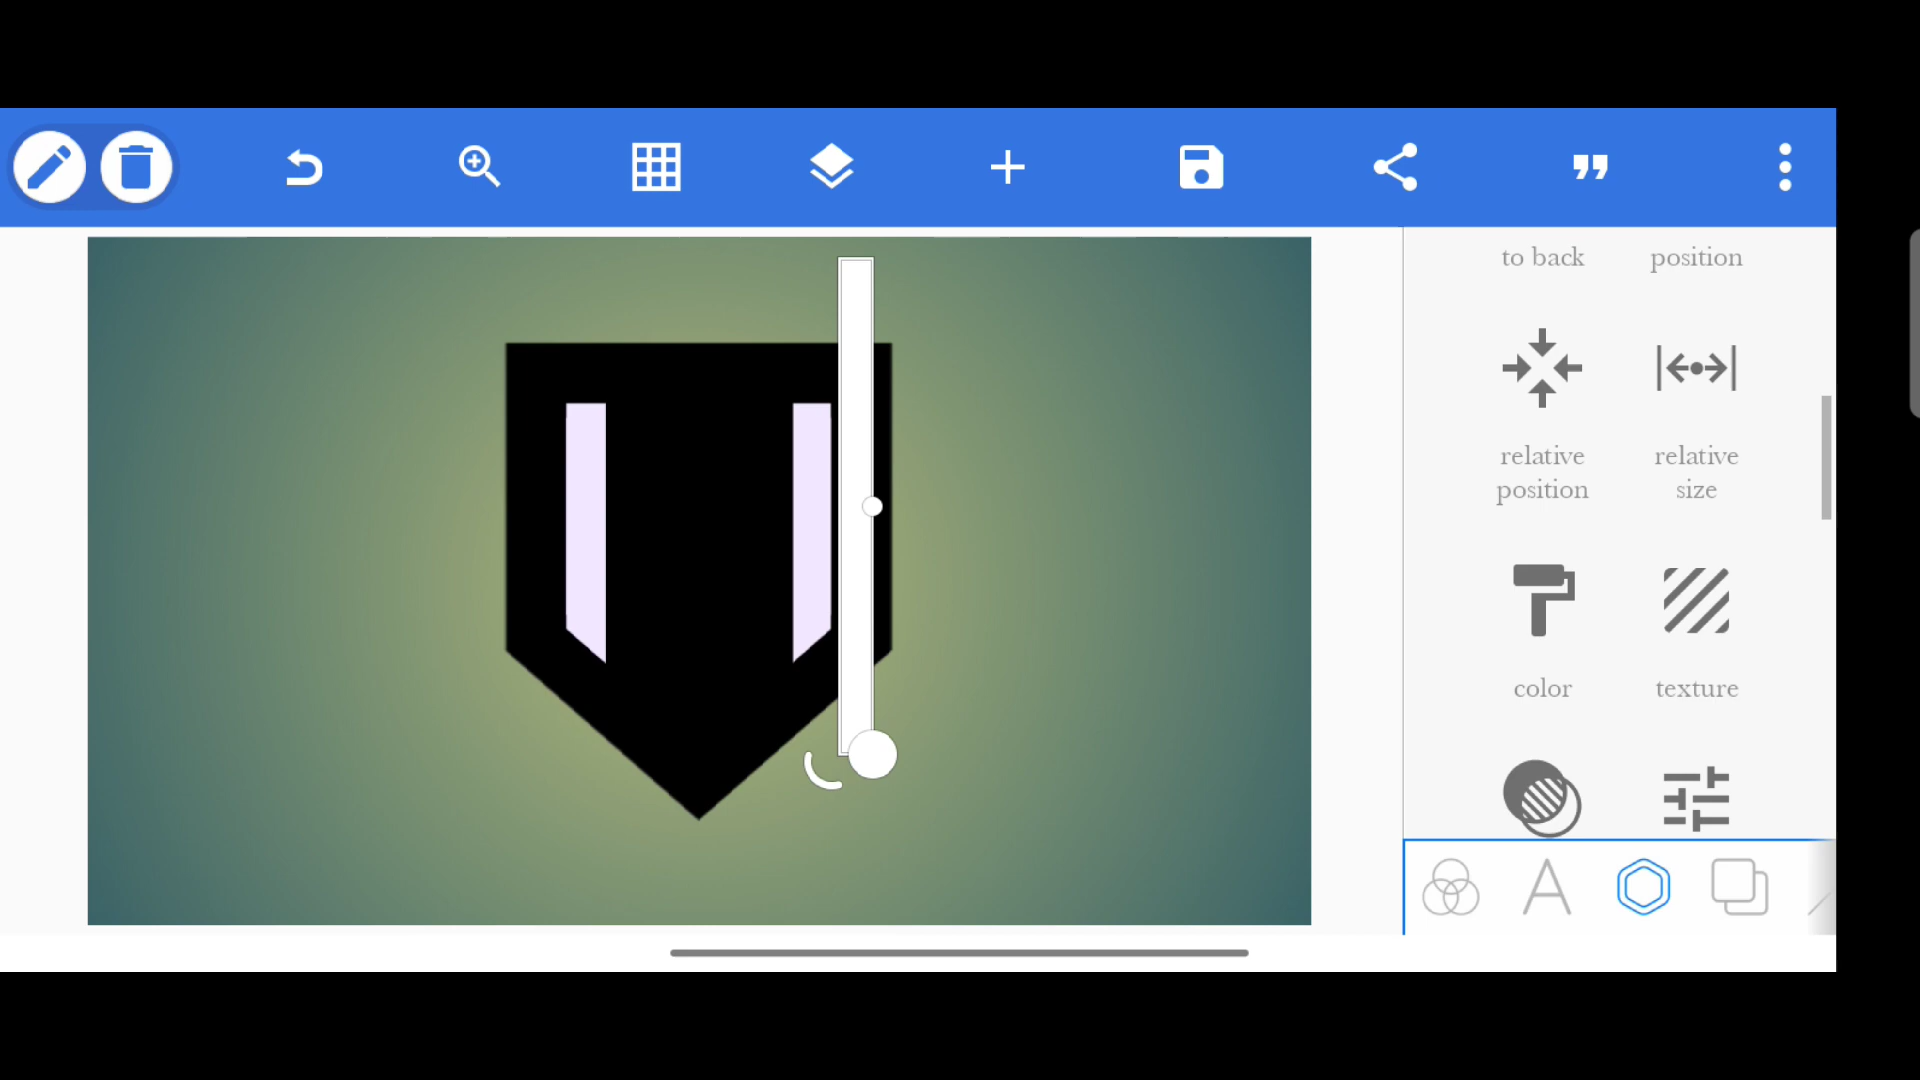 to back
position
relative
position
relative
size
color
texture